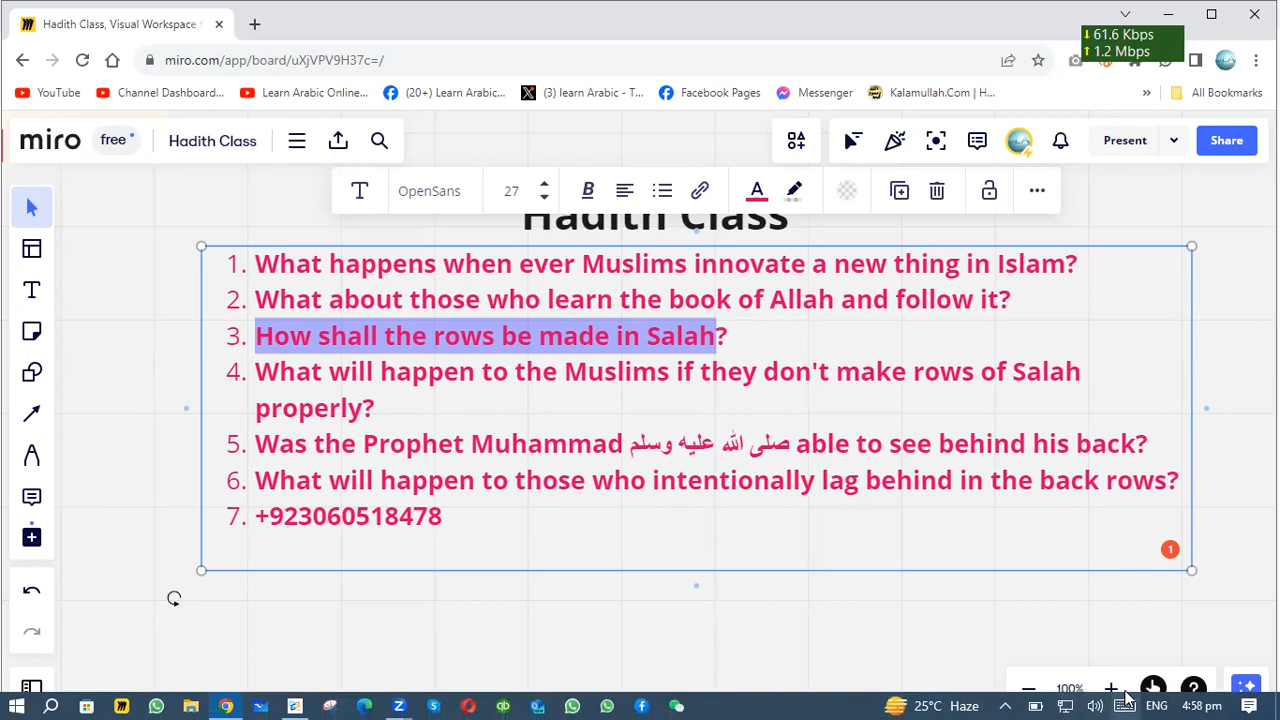 Hadith Class, Visual Workspace f
61.6 Kbps
1.2 Mbps
miro.com/app/board/uXjVPV9H37c=/
YouTube
Channel Dashboard...
Learn Arabic Online...
(20+) Learn Arabic...
(3) learn Arabic - T...
Facebook Pages
Messenger
Kalamullah.Com | H...
»
All Bookmarks
miro
free
Hadith Class
Present
Share
OpenSans
27
B
A
Hadith Class
1. What happens when ever Muslims innovate a new thing in Islam?
2. What about those who learn the book of Allah and follow it?
3. How shall the rows be made in Salah?
4. What will happen to the Muslims if they don't make rows of Salah
properly?
5. Was the Prophet Muhammad صلى الله عليه وسلم able to see behind his back?
6. What will happen to those who intentionally lag behind in the back rows?
7. +923060518478
1
100%
25°C Haze
ENG
4:58 pm